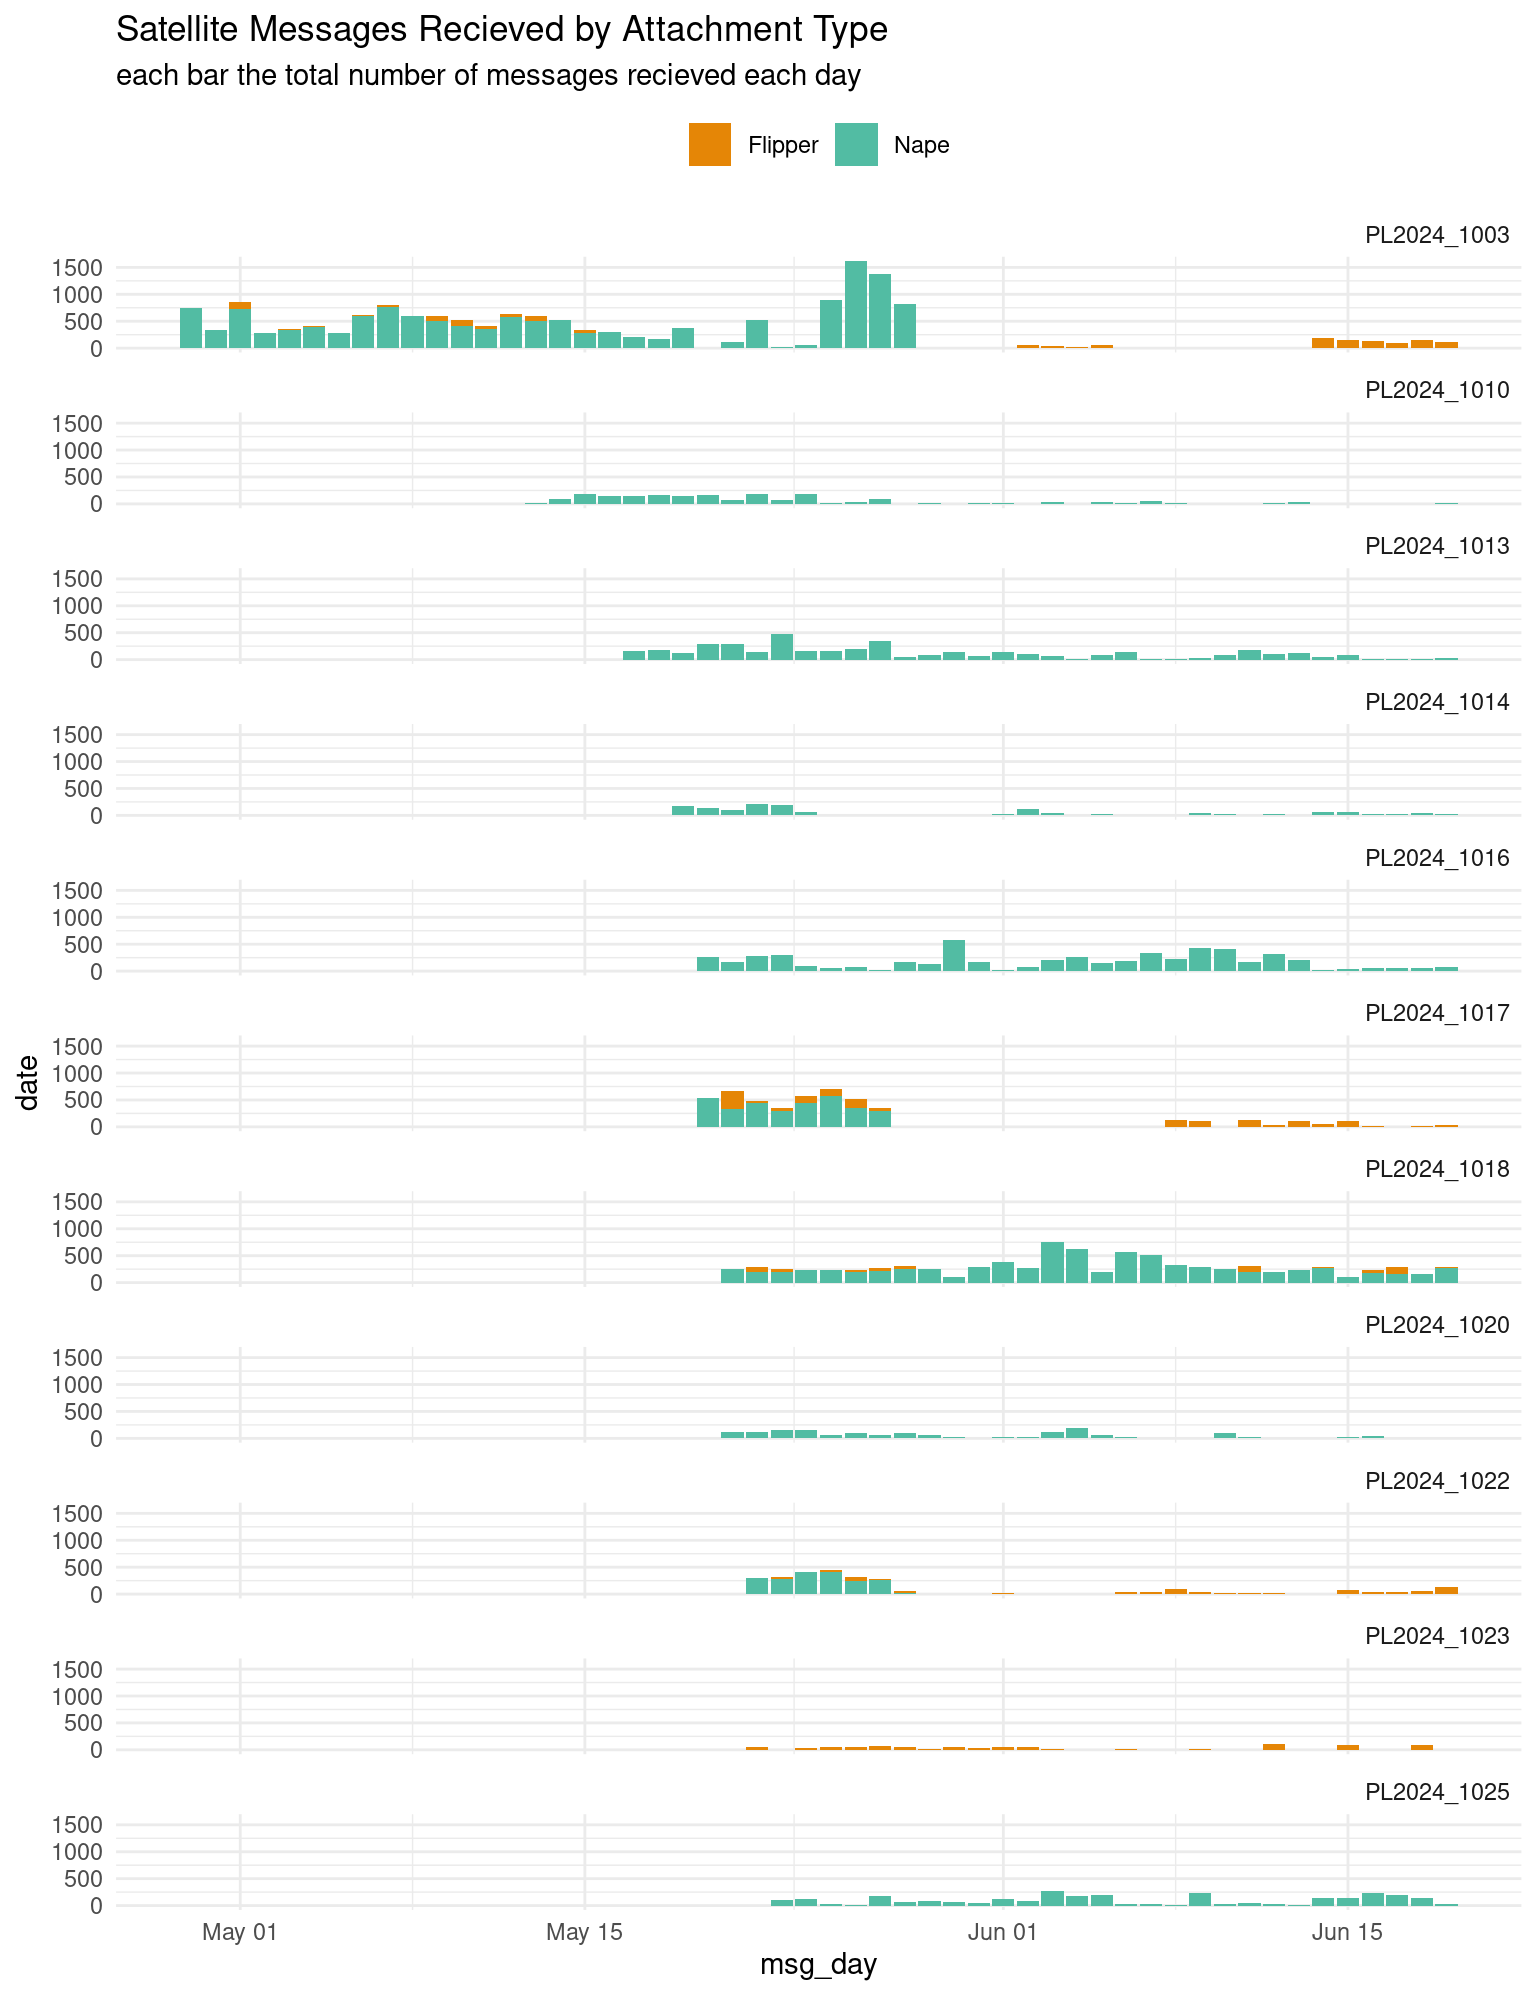 Satellite Messages Recieved by Attachment Type
each bar the total number of messages recieved each day
Flipper
Nape
PL2024_1003
1500
1000
500
0
PL2024_1010
1500
1000
500
0
PL2024_1013
1500
1000
500
0
PL2024_1014
1500
1000
500
0
PL2024_1016
1500
1000
500
0
PL2024_1017
1500
1000
500
0
PL2024_1018
1500
1000
500
0
PL2024_1020
1500
1000
500
0
PL2024_1022
1500
1000
500
0
PL2024_1023
1500
1000
500
0
PL2024_1025
1500
1000
500
0
date
May 01
May 15
Jun 01
Jun 15
msg_day